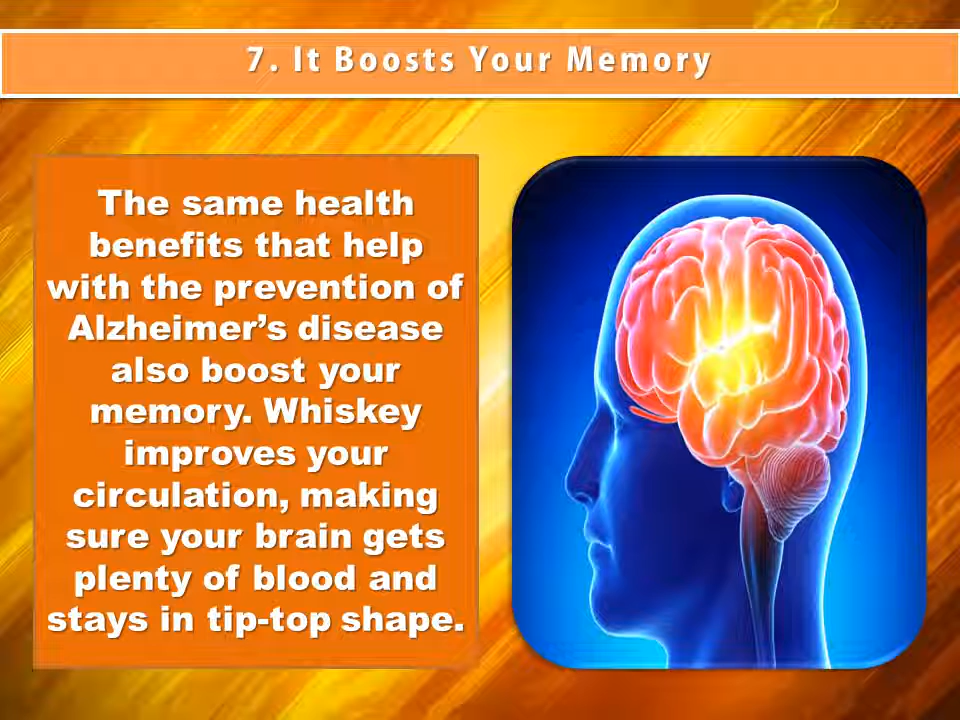 7. It Boosts Your Memory
The same health
benefits that help
with the prevention of
Alzheimer’s disease
also boost your
memory. Whiskey
improves your
circulation, making
sure your brain gets
plenty of blood and
stays in tip-top shape.